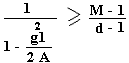 1/(1 - g1²/(2 A)) ⩾ (M - 1)/(d - 1)